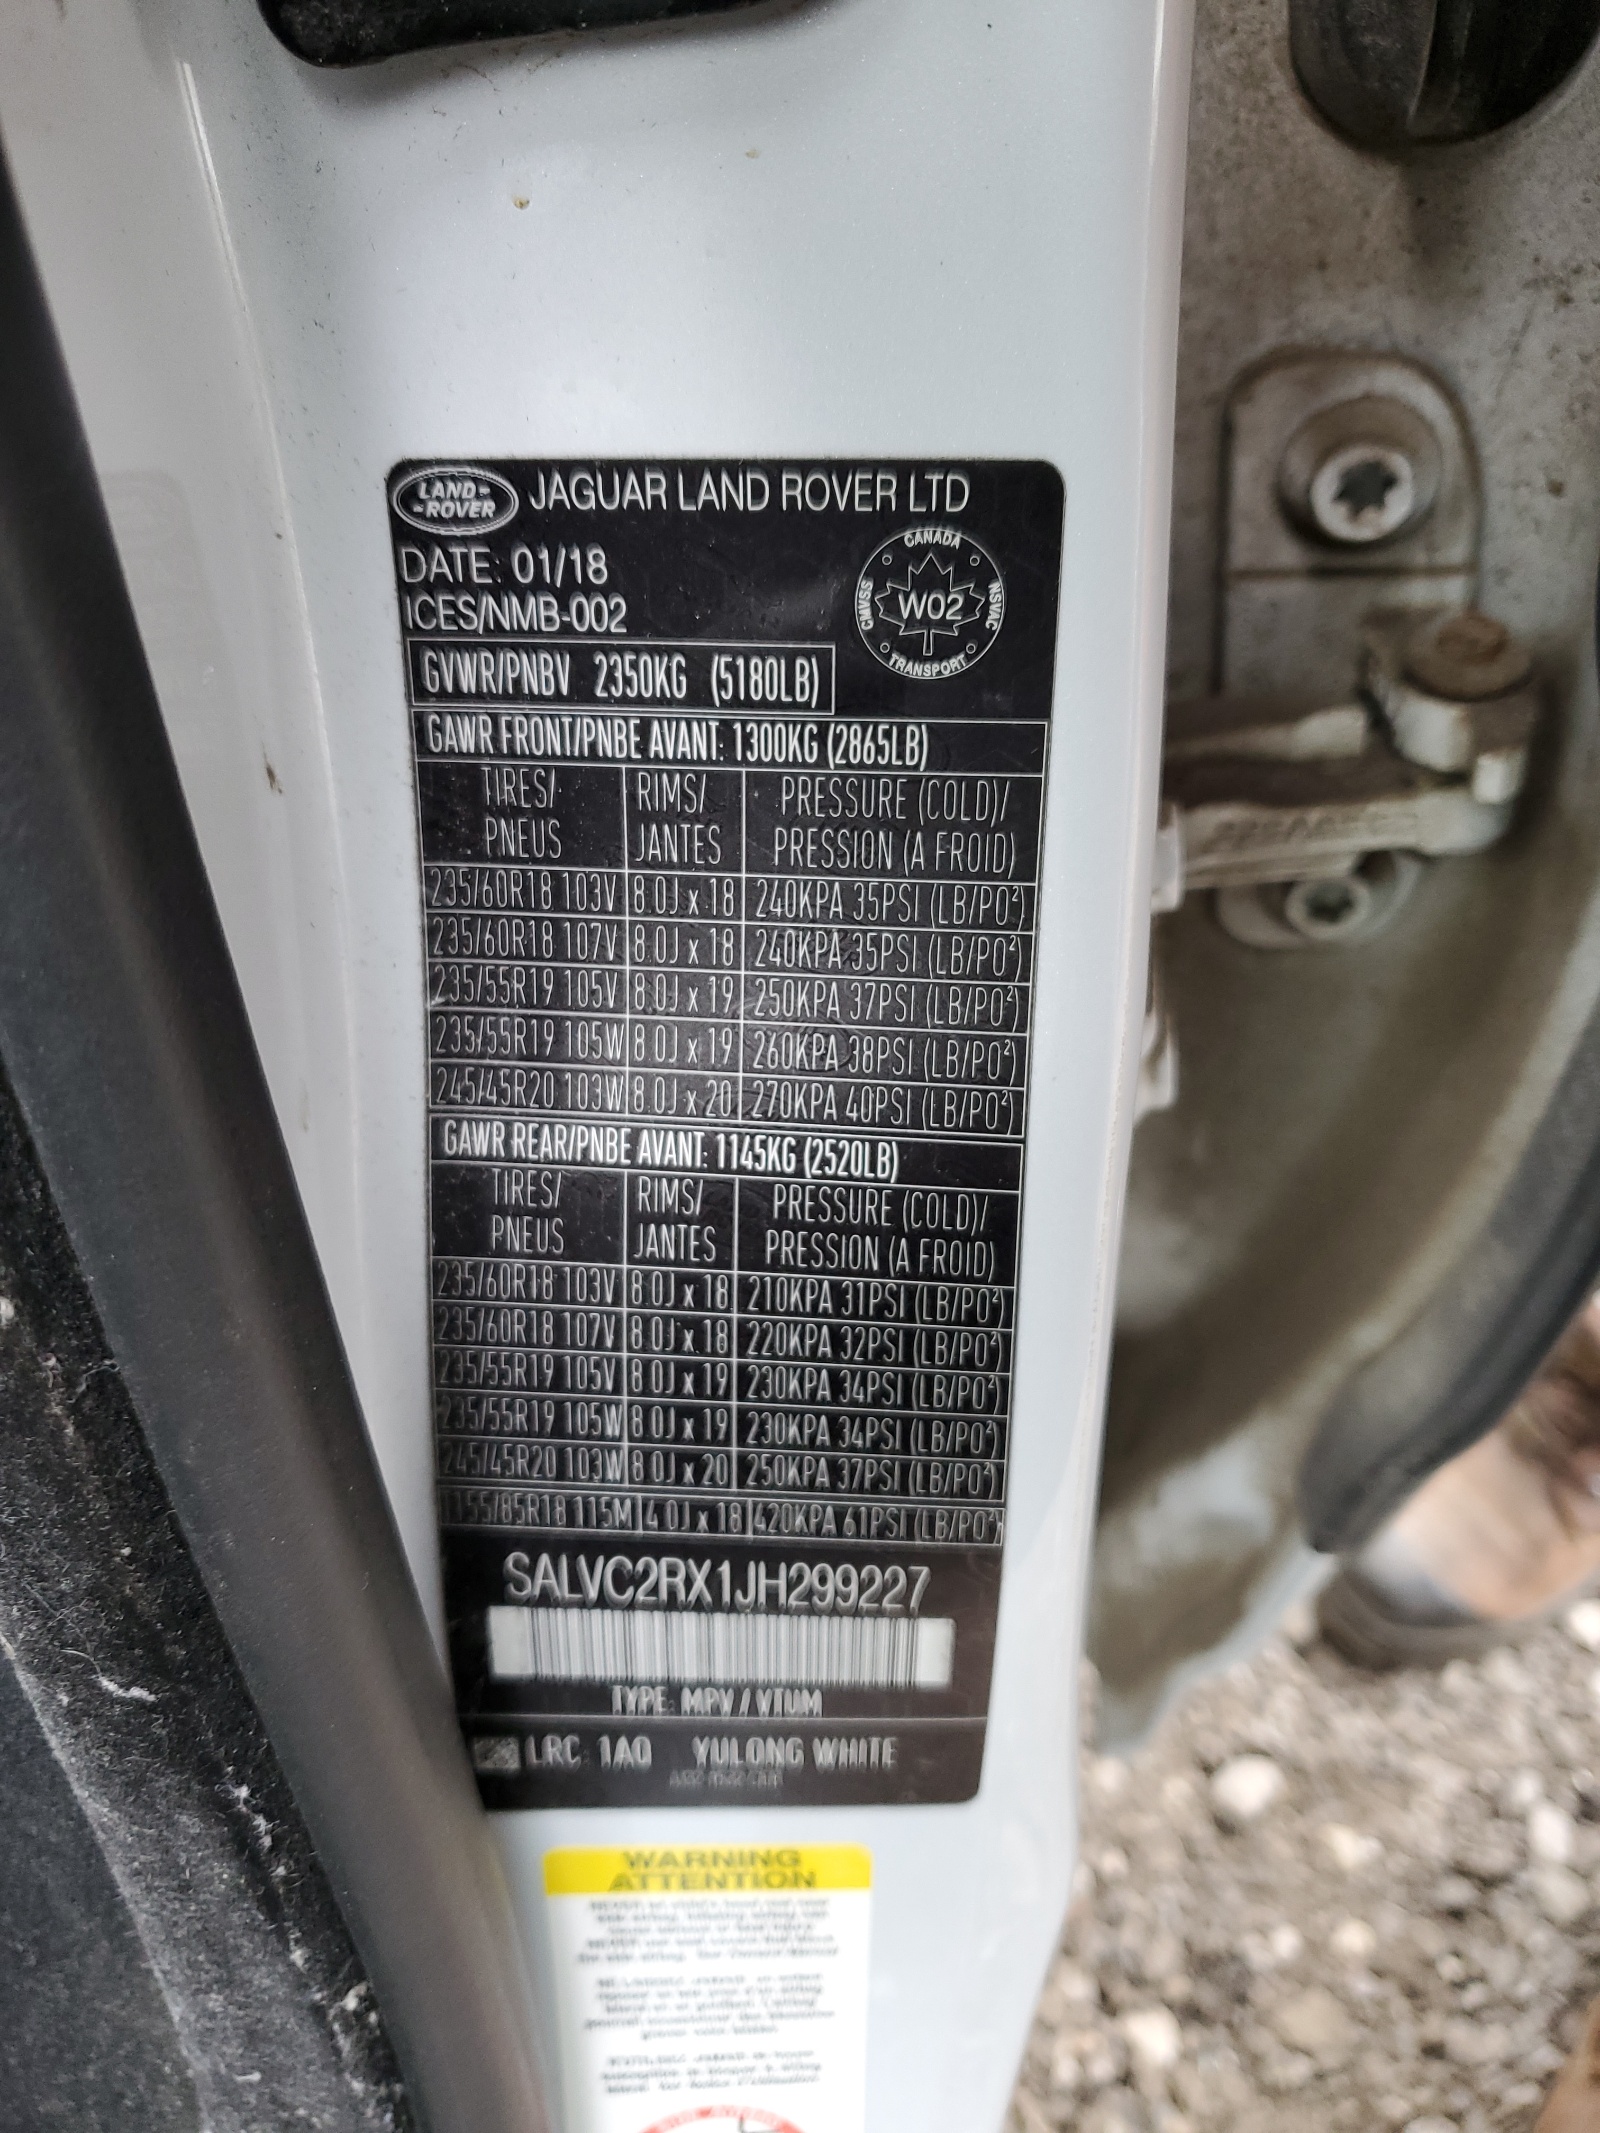 LAND-
-ROVER
JAGUAR LAND ROVER LTD
DATE: 01/18
ICES/NMB-002
CANADA
CMVSS
W02
NSVAC
TRANSPORT
GVWR/PNBV 2350KG (5180LB)
GAWR FRONT/PNBE AVANT: 1300KG (2865LB)
TIRES/ RIMS/ PRESSURE (COLD)/
PNEUS JANTES PRESSION (A FROID)
235/60R18 103V 8.0J x 18 240KPA 35PSI (LB/PO²)
235/60R18 107V 8.0J x 18 240KPA 35PSI (LB/PO²)
235/55R19 105V 8.0J x 19 250KPA 37PSI (LB/PO²)
235/55R19 105W 8.0J x 19 260KPA 38PSI (LB/PO²)
245/45R20 103W 8.0J x 20 270KPA 40PSI (LB/PO²)
GAWR REAR/PNBE AVANT: 1145KG (2520LB)
TIRES/ RIMS/ PRESSURE (COLD)/
PNEUS JANTES PRESSION (A FROID)
235/60R18 103V 8.0J x 18 210KPA 31PSI (LB/PO²)
235/60R18 107V 8.0J x 18 220KPA 32PSI (LB/PO²)
235/55R19 105V 8.0J x 19 230KPA 34PSI (LB/PO²)
235/55R19 105W 8.0J x 19 230KPA 34PSI (LB/PO²)
245/45R20 103W 8.0J x 20 250KPA 37PSI (LB/PO²)
T155/85R18 115M 4.0J x 18 420KPA 61PSI (LB/PO²)
SALVC2RX1JH299227
TYPE: MPV / VTUM
LRC: 1AQ YULONG WHITE
WARNING
ATTENTION